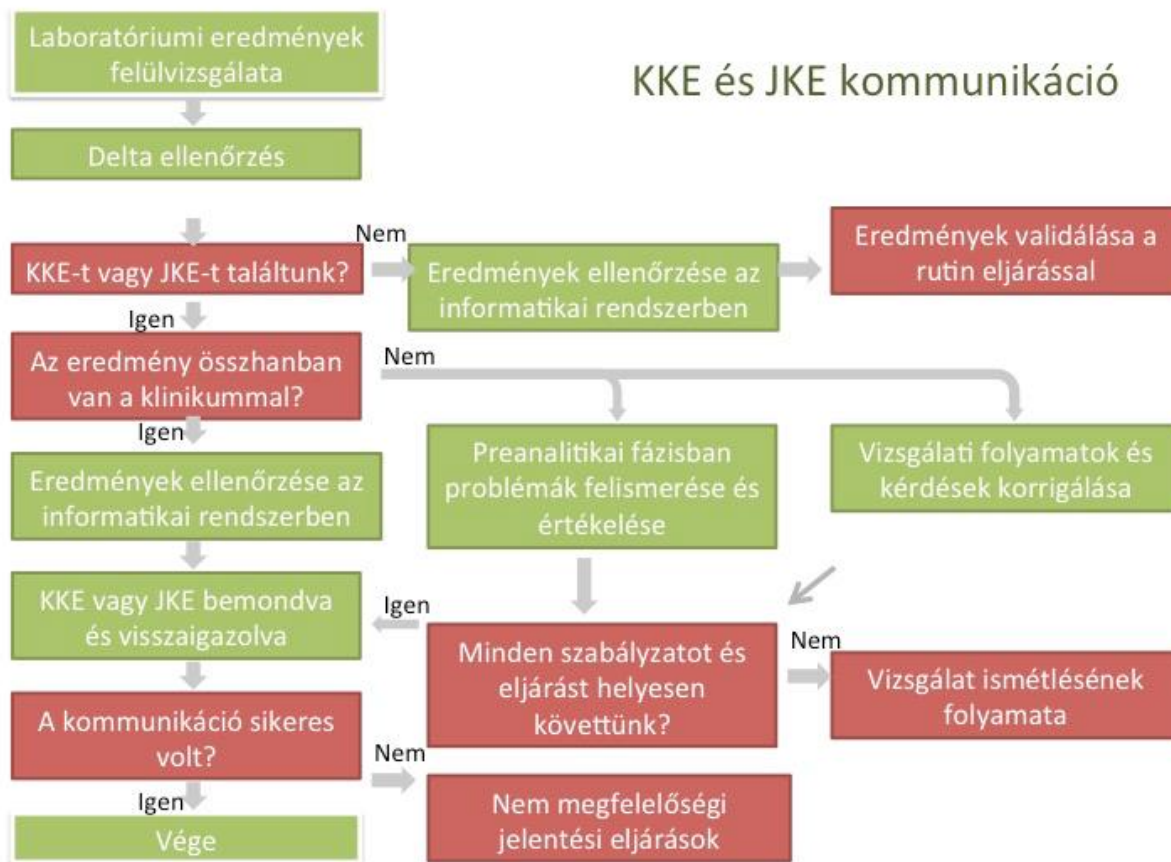 Laboratóriumi eredmények
felülvizsgálata
KKE és JKE kommunikáció
Delta ellenőrzés
Nem
KKE-t vagy JKE-t találtunk?
Eredmények ellenőrzése az
informatikai rendszerben
Eredmények validálása a
rutin eljárással
Igen
Az eredmény összhanban
van a klinikummal?
Nem
Igen
Eredmények ellenőrzése az
informatikai rendszerben
Preanalitikai fázisban
problémák felismerése és
értékelése
Vizsgálati folyamatok és
kérdések korrigálása
KKE vagy JKE bemondva
és visszaigazolva
Igen
Minden szabályzatot és
eljárást helyesen
követtünk?
Nem
Vizsgálat ismétlésének
folyamata
A kommunikáció sikeres
volt?
Nem
Nem megfelelőségi
jelentési eljárások
Igen
Vége